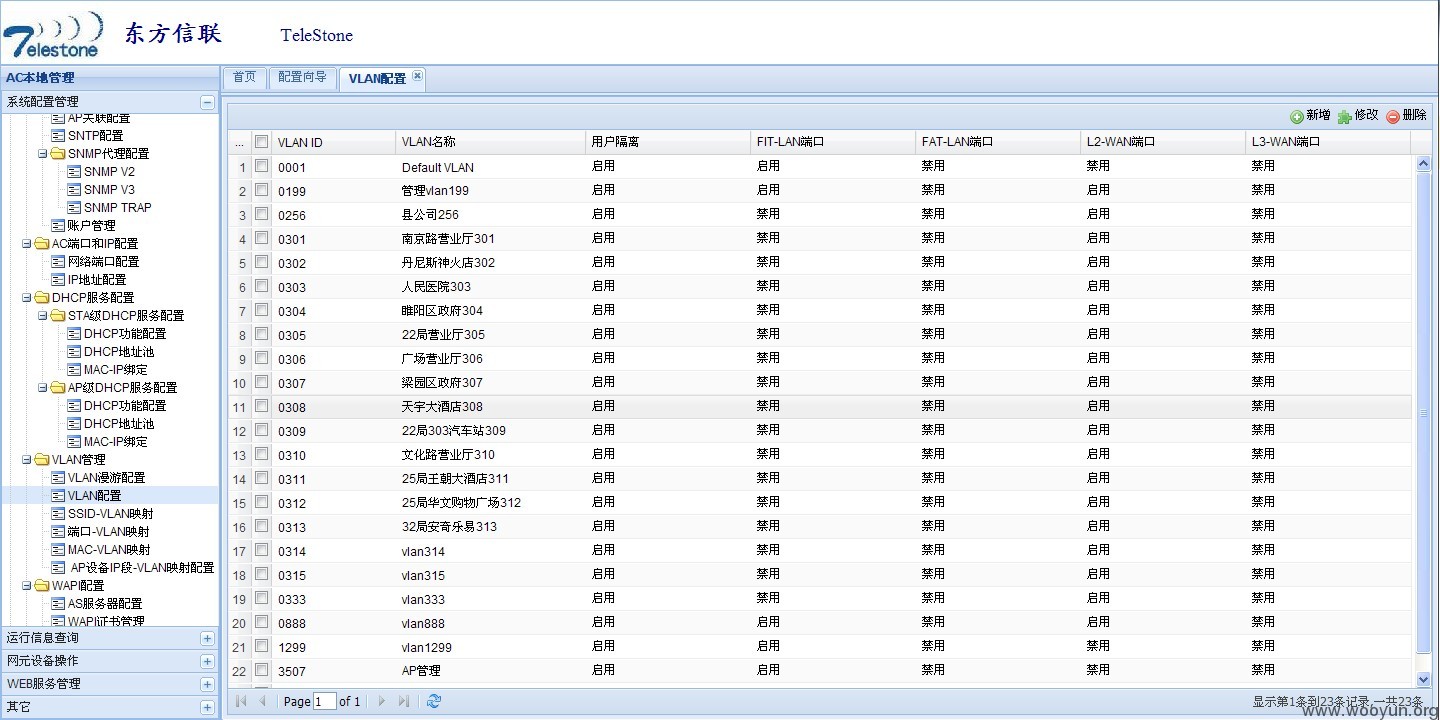 Telestone 东方信联 TeleStone
AC本地管理
系统配置管理
AP关联配置
SNTP配置
SNMP代理配置
SNMP V2
SNMP V3
SNMP TRAP
账户管理
AC端口和IP配置
网络端口配置
IP地址配置
DHCP服务配置
STA级DHCP服务配置
DHCP功能配置
DHCP地址池
MAC-IP绑定
AP级DHCP服务配置
DHCP功能配置
DHCP地址池
MAC-IP绑定
VLAN管理
VLAN漫游配置
VLAN配置
SSID-VLAN映射
端口-VLAN映射
MAC-VLAN映射
AP设备IP段-VLAN映射配置
WAPI配置
AS服务器配置
WAPI证书管理
运行信息查询
网元设备操作
WEB服务管理
其它
首页 配置向导 VLAN配置
新增 修改 删除
... VLAN ID VLAN名称 用户隔离 FIT-LAN端口 FAT-LAN端口 L2-WAN端口 L3-WAN端口
1 0001 Default VLAN 启用 启用 禁用 禁用 禁用
2 0199 管理vlan199 启用 启用 禁用 启用 禁用
3 0256 县公司256 启用 禁用 禁用 启用 禁用
4 0301 南京路营业厅301 启用 禁用 禁用 启用 禁用
5 0302 丹尼斯神火店302 启用 禁用 禁用 启用 禁用
6 0303 人民医院303 启用 禁用 禁用 启用 禁用
7 0304 睢阳区政府304 启用 禁用 禁用 启用 禁用
8 0305 22局营业厅305 启用 禁用 禁用 启用 禁用
9 0306 广场营业厅306 启用 禁用 禁用 启用 禁用
10 0307 梁园区政府307 启用 禁用 禁用 启用 禁用
11 0308 天宇大酒店308 启用 禁用 禁用 启用 禁用
12 0309 22局303汽车站309 启用 禁用 禁用 启用 禁用
13 0310 文化路营业厅310 启用 禁用 禁用 启用 禁用
14 0311 25局王朝大酒店311 启用 禁用 禁用 启用 禁用
15 0312 25局华文购物广场312 启用 禁用 禁用 启用 禁用
16 0313 32局安奇乐易313 启用 禁用 禁用 启用 禁用
17 0314 vlan314 启用 禁用 禁用 启用 禁用
18 0315 vlan315 启用 禁用 禁用 启用 禁用
19 0333 vlan333 启用 启用 禁用 启用 禁用
20 0888 vlan888 启用 启用 禁用 启用 禁用
21 1299 vlan1299 启用 启用 禁用 禁用 禁用
22 3507 AP管理 启用 启用 禁用 启用 禁用
Page 1 of 1
显示第1条到23条记录,一共23条
www.wooyun.org